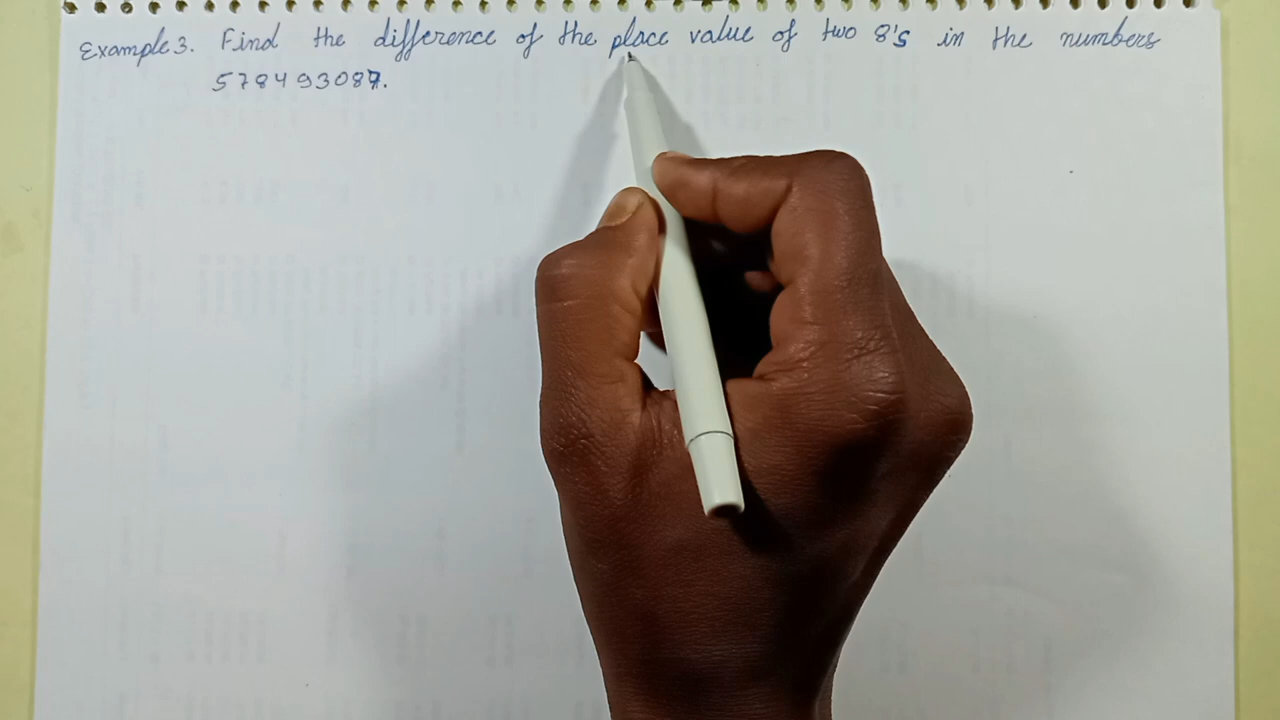 Example 3. Find the difference of the place value of two 8's in the numbers
578493087.